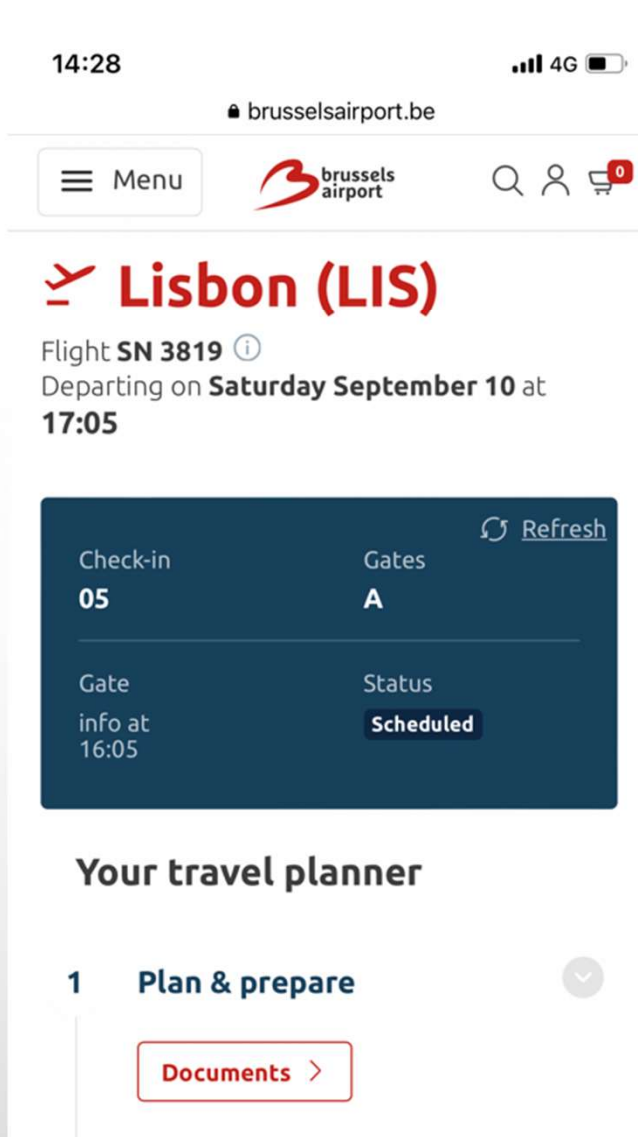 14:28
4G
brusselsairport.be
Menu
brussels
airport
0
Lisbon (LIS)
Flight SN 3819
Departing on Saturday September 10 at
17:05
Refresh
Check-in
Gates
05
A
Gate
Status
info at
16:05
Scheduled
Your travel planner
1 Plan & prepare
Documents